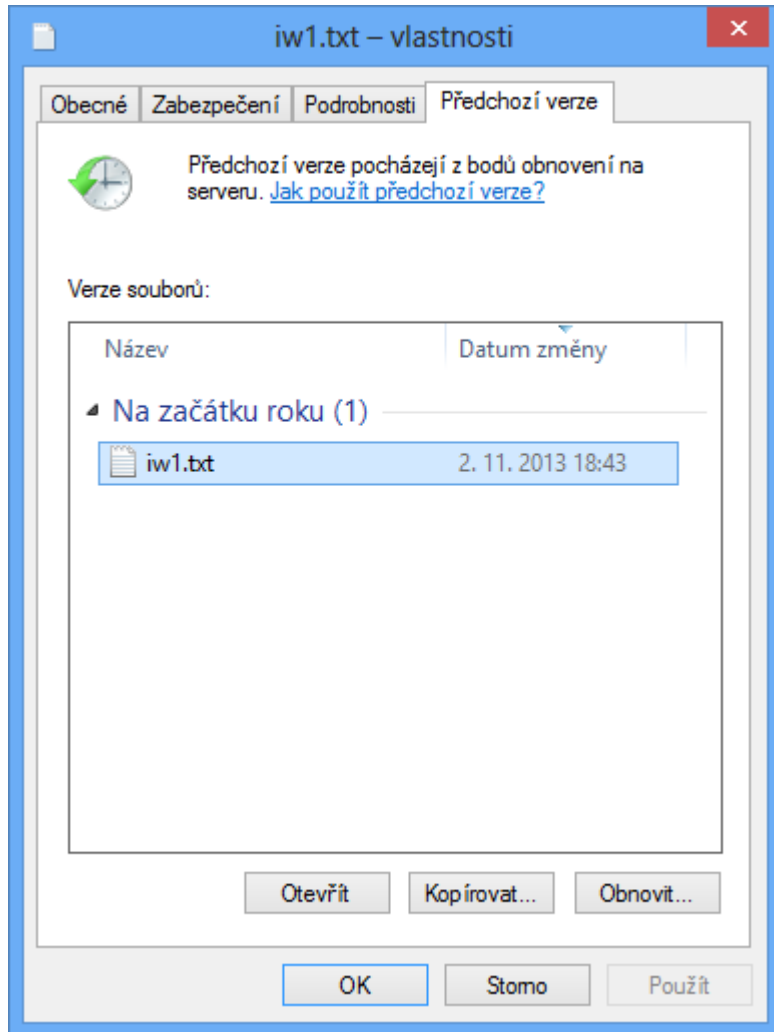 iw1.txt – vlastnosti
Obecné Zabezpečení Podrobnosti Předchozí verze
Předchozí verze pocházejí z bodů obnovení na
serveru. Jak použít předchozí verze?
Verze souborů:
Název Datum změny
Na začátku roku (1)
iw1.txt 2. 11. 2013 18:43
Otevřít Kopírovat... Obnovit...
OK Storno Použít